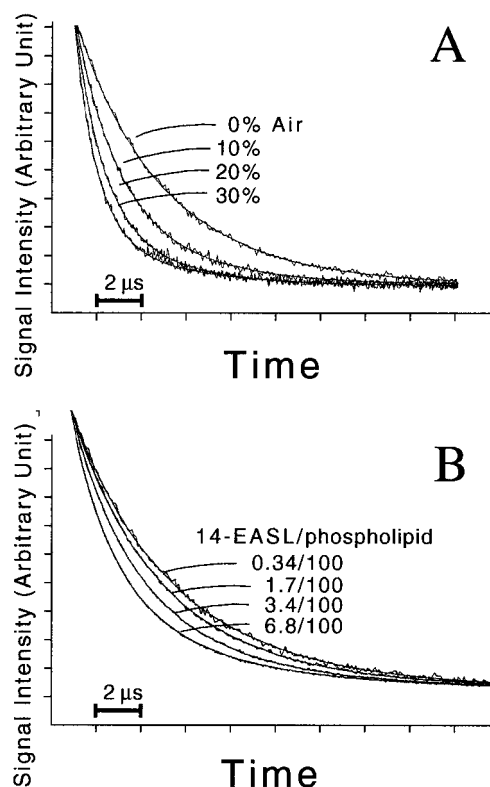 A
Signal Intensity (Arbitrary Unit)
0% Air
10%
20%
30%
2 μs
Time
B
Signal Intensity (Arbitrary Unit)
14-EASL/phospholipid
0.34/100
1.7/100
3.4/100
6.8/100
2 μs
Time